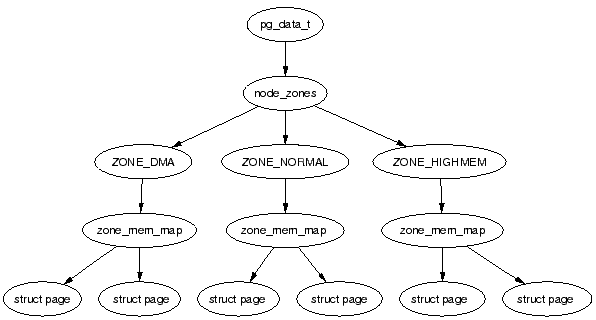 pg_data_t
node_zones
ZONE_DMA ZONE_NORMAL ZONE_HIGHMEM
zone_mem_map zone_mem_map zone_mem_map
struct page struct page struct page struct page struct page struct page